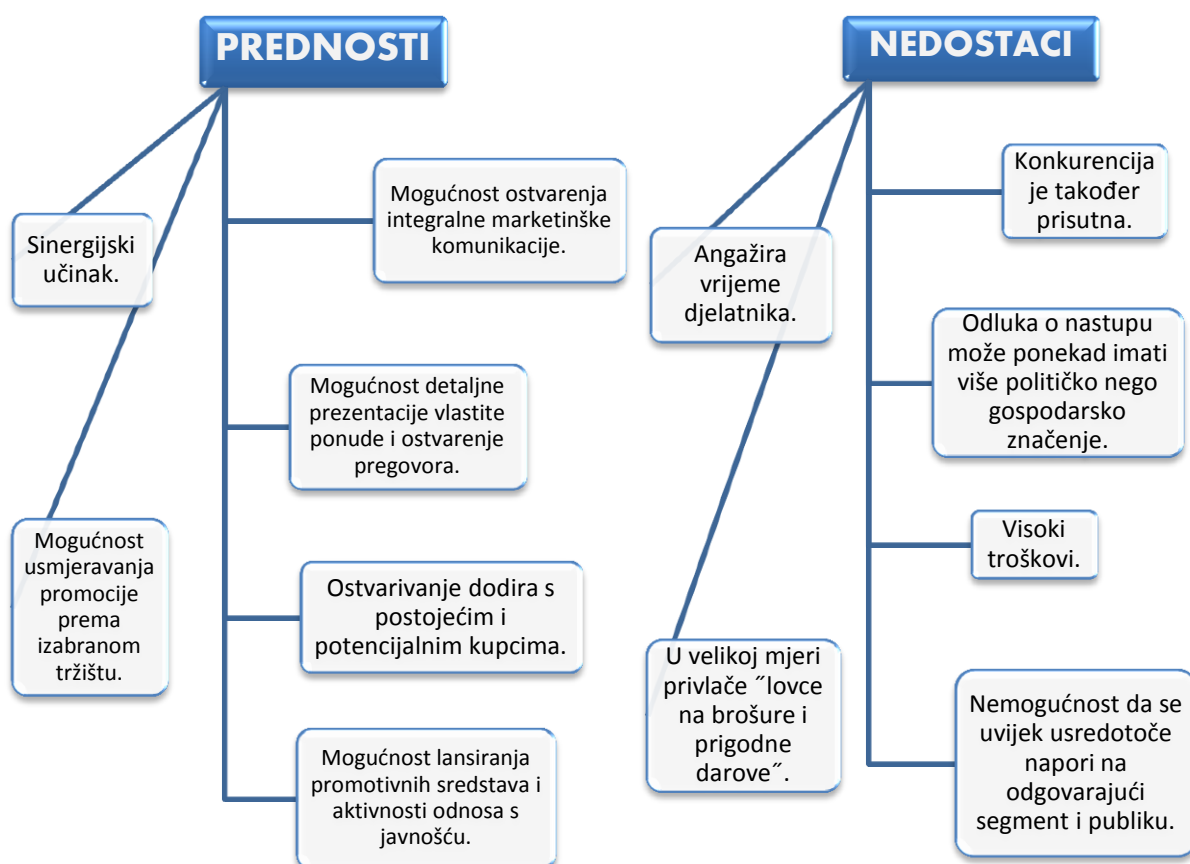 PREDNOSTI
Sinergijski
učinak.
Mogućnost ostvarenja
integralne marketinške
komunikacije.
Mogućnost detaljne
prezentacije vlastite
ponude i ostvarenje
pregovora.
Mogućnost
usmjeravanja
promocije
prema
izabranom
tržištu.
Ostvarivanje dodira s
postojećim i
potencijalnim kupcima.
Mogućnost lansiranja
promotivnih sredstava i
aktivnosti odnosa s
javnošću.
NEDOSTACI
Konkurencija
je također
prisutna.
Angažira
vrijeme
djelatnika.
Odluka o nastupu
može ponekad imati
više političko nego
gospodarsko
značenje.
Visoki
troškovi.
U velikoj mjeri
privlače ˝lovce
na brošure i
prigodne
darove˝.
Nemogućnost da se
uvijek usredotoče
napori na
odgovarajući
segment i publiku.